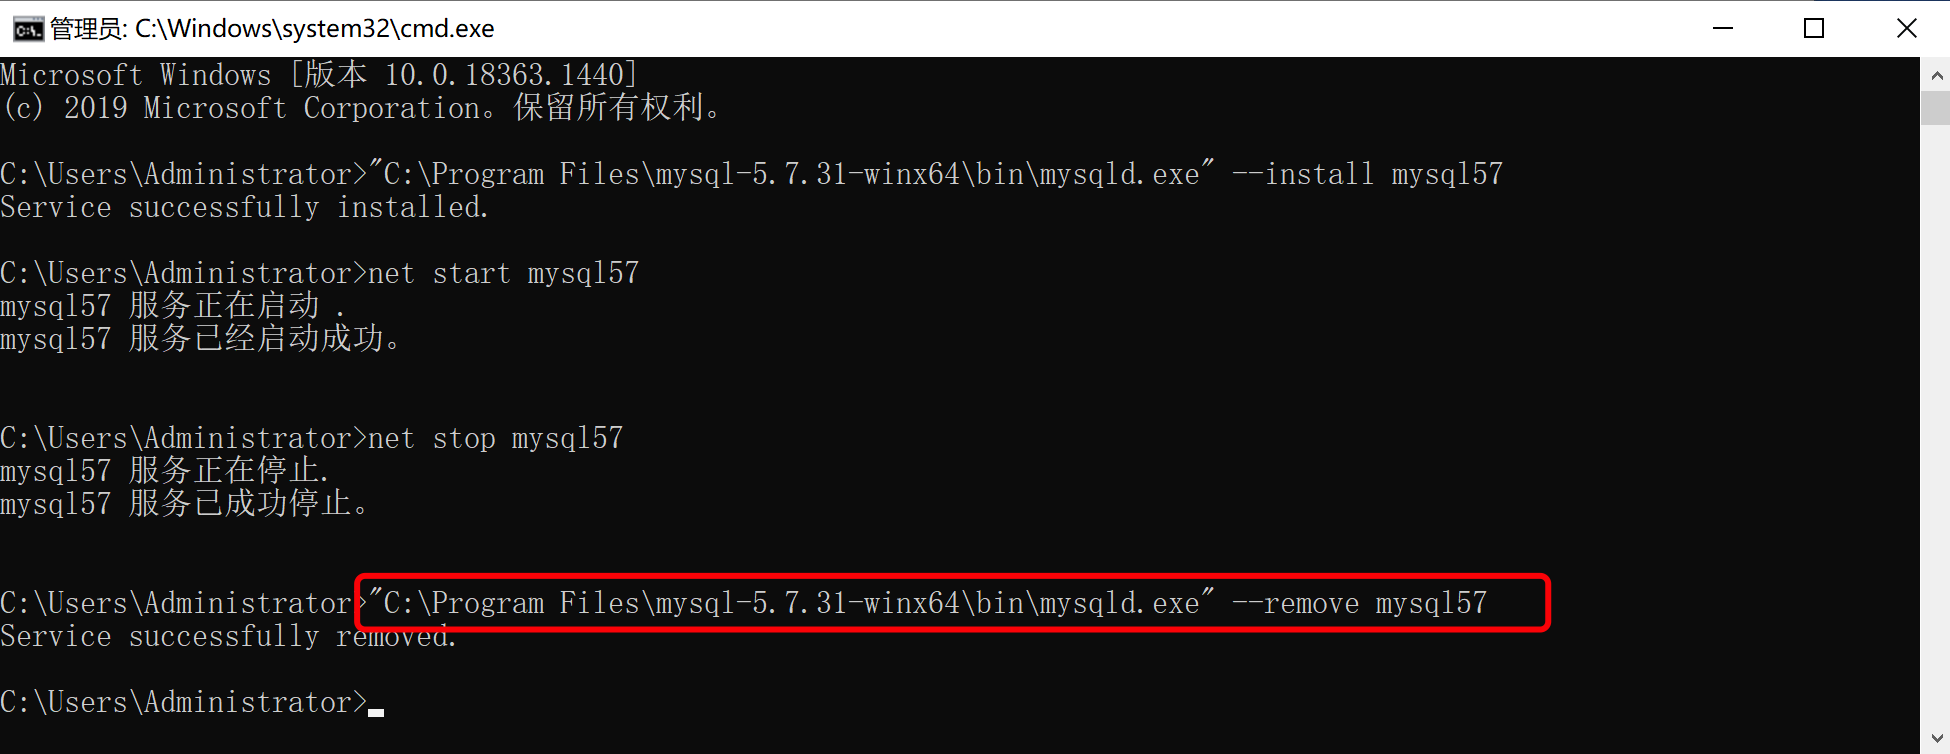 管理员: C:\Windows\system32\cmd.exe
Microsoft Windows [版本 10.0.18363.1440]
(c) 2019 Microsoft Corporation。保留所有权利。
C:\Users\Administrator>"C:\Program Files\mysql-5.7.31-winx64\bin\mysqld.exe" --install mysql57
Service successfully installed.
C:\Users\Administrator>net start mysql57
mysql57 服务正在启动 .
mysql57 服务已经启动成功。
C:\Users\Administrator>net stop mysql57
mysql57 服务正在停止.
mysql57 服务已成功停止。
C:\Users\Administrator>"C:\Program Files\mysql-5.7.31-winx64\bin\mysqld.exe" --remove mysql57
Service successfully removed.
C:\Users\Administrator>